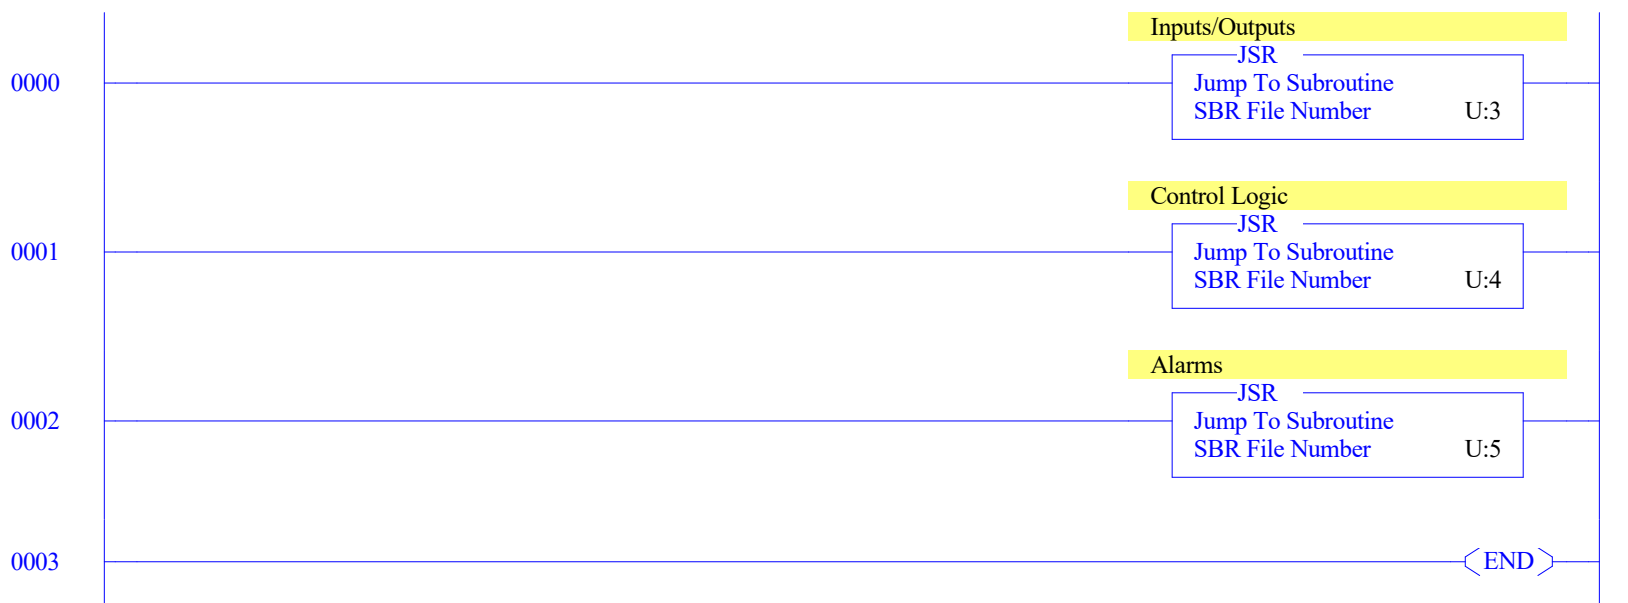 Inputs/Outputs
JSR
0000
Jump To Subroutine
SBR File Number U:3
Control Logic
JSR
0001
Jump To Subroutine
SBR File Number U:4
Alarms
JSR
0002
Jump To Subroutine
SBR File Number U:5
0003
END